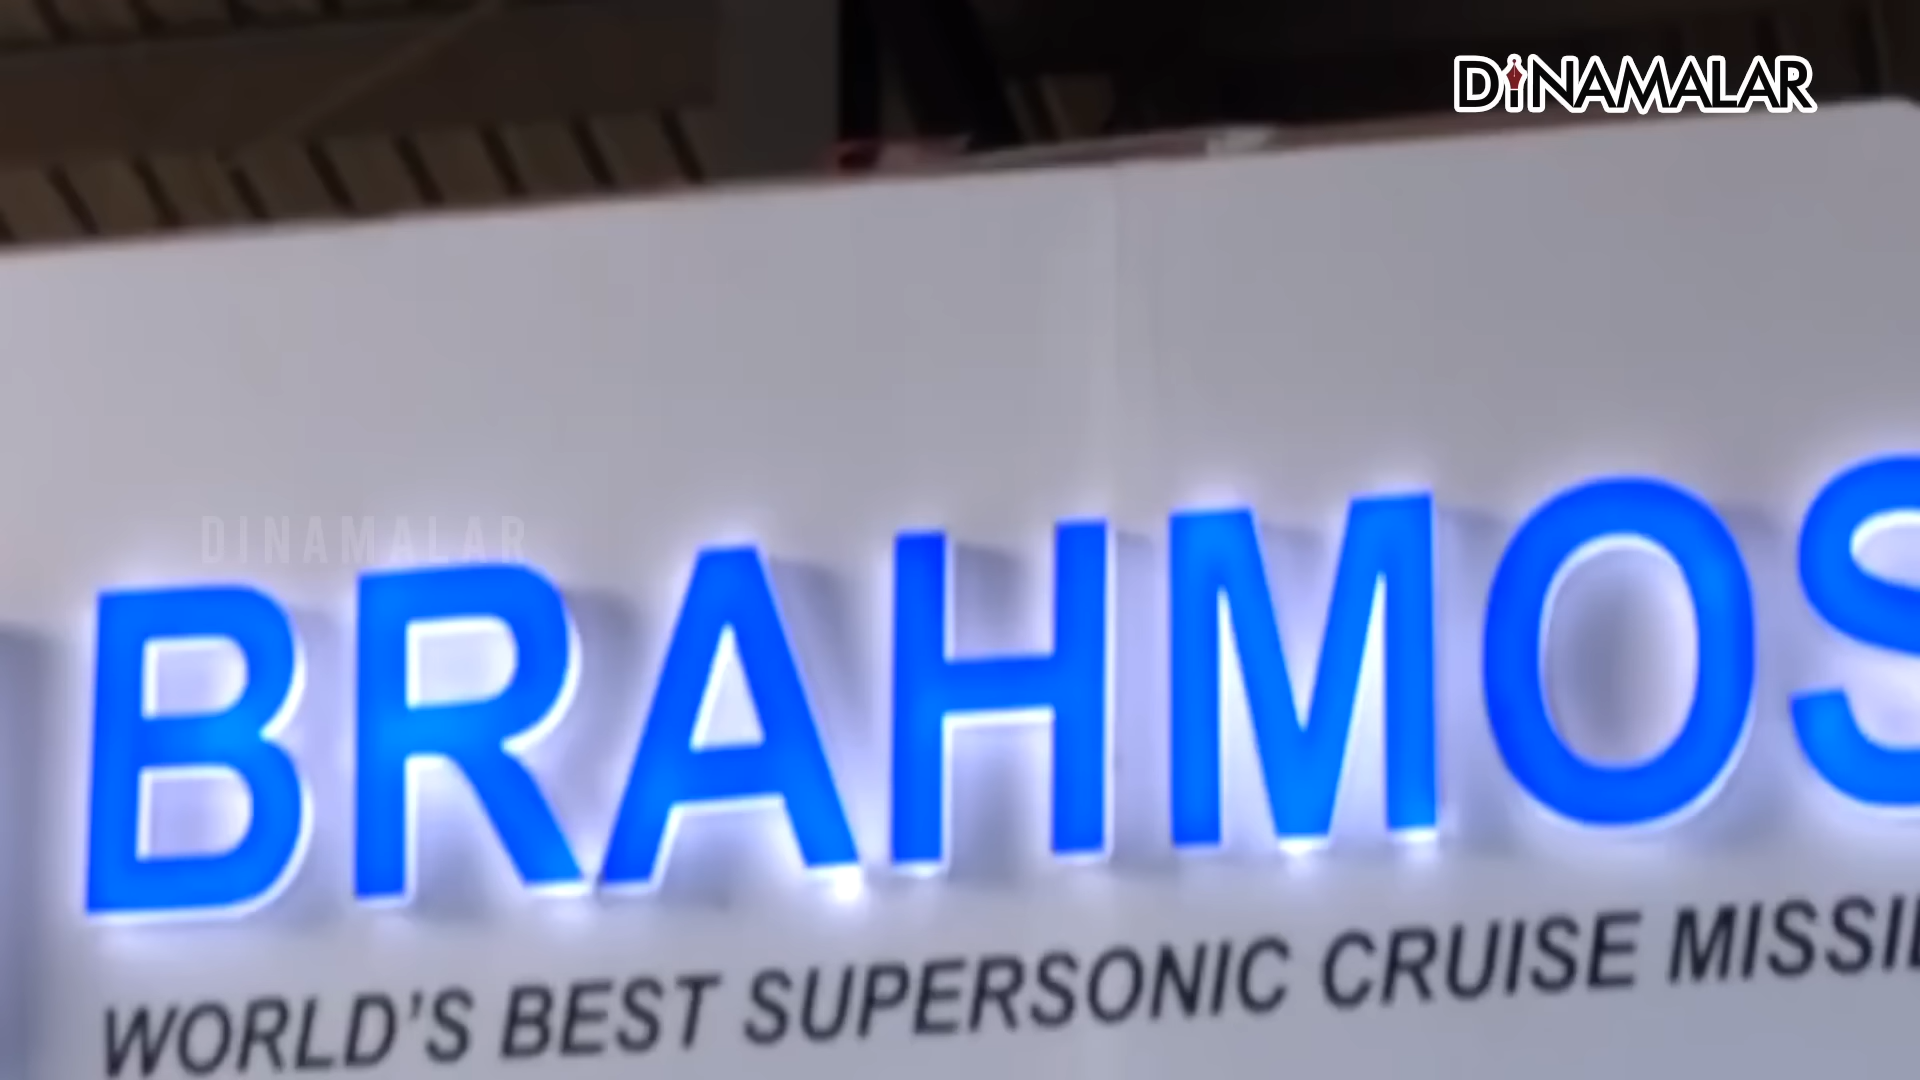 DINAMALAR
DINAMALAR
BRAHMOS
WORLD'S BEST SUPERSONIC CRUISE